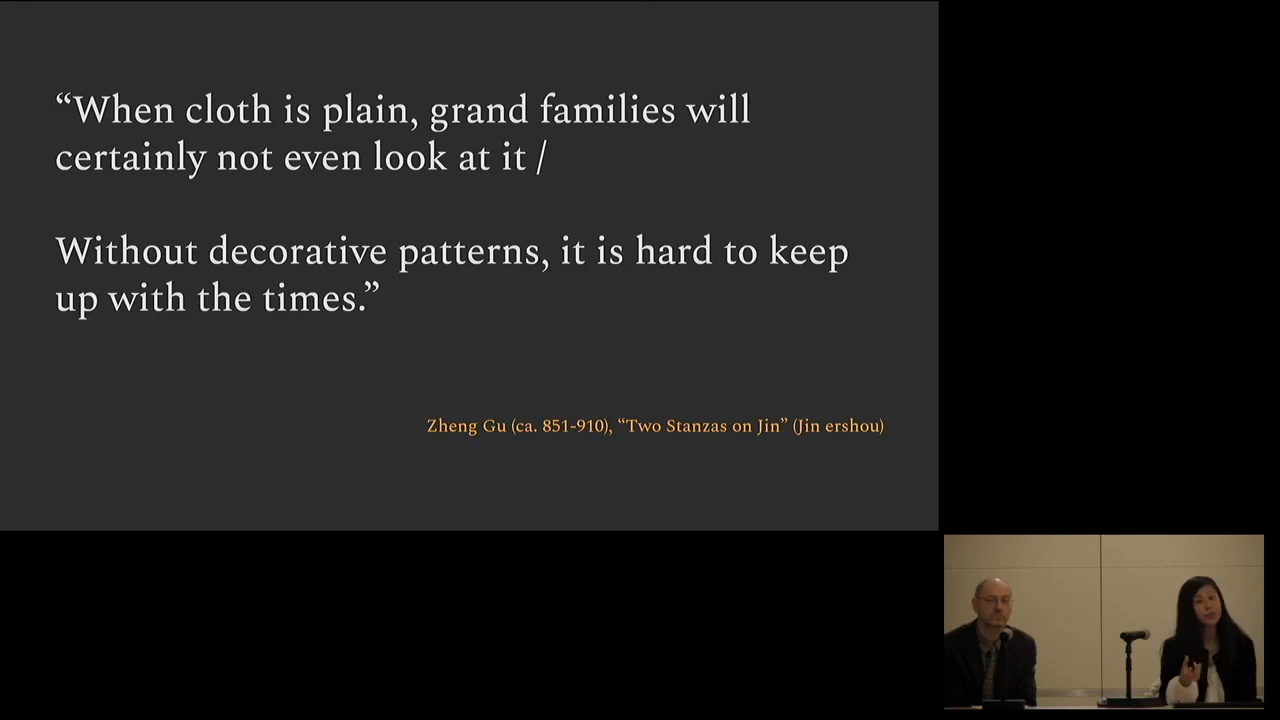 “When cloth is plain, grand families will
certainly not even look at it /
Without decorative patterns, it is hard to keep
up with the times.”
Zheng Gu (ca. 851-910), “Two Stanzas on Jin” (Jin ershou)